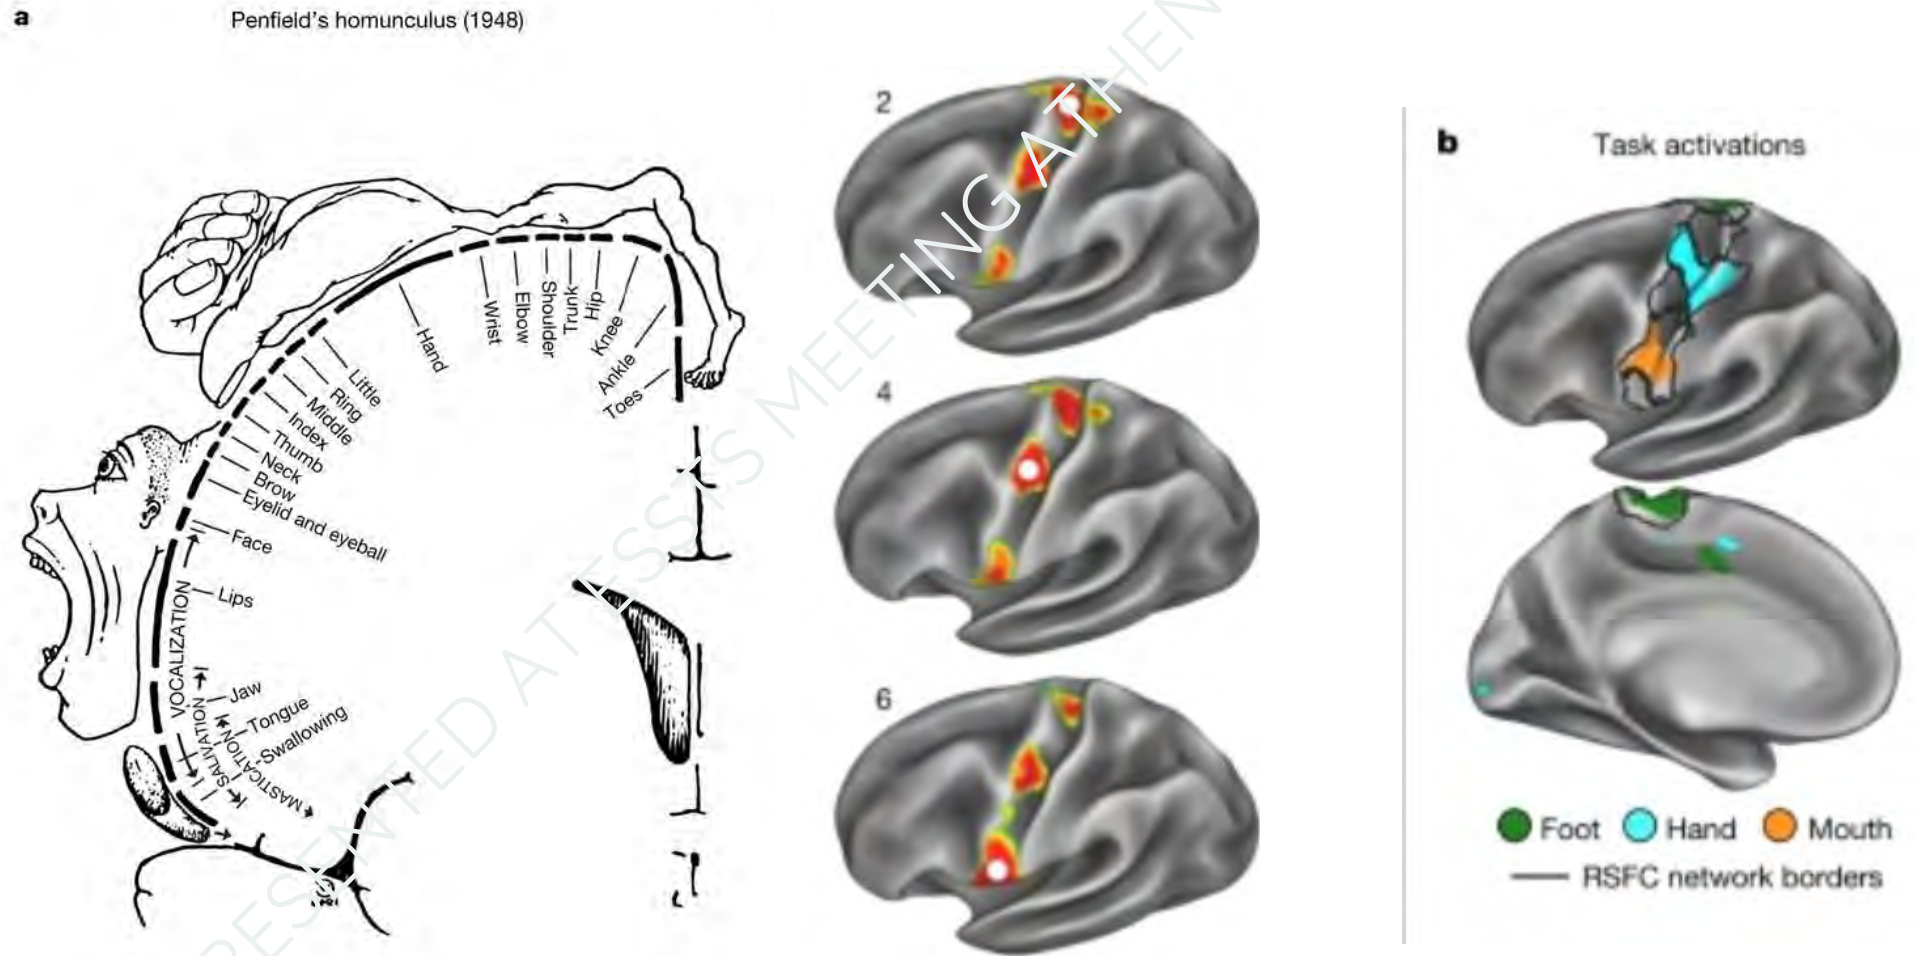 a
Penfield's homunculus (1948)
Toes
Ankle
Knee
Hip
Trunk
Shoulder
Elbow
Wrist
Hand
Little
Ring
Middle
Index
Thumb
Neck
Brow
Eyelid and eyeball
Face
Lips
VOCALIZATION
Jaw
Tongue
Swallowing
SALIVATION
MASTICATION
2
4
6
b
Task activations
Foot Hand Mouth
RSFC network borders
RESENTED AT ESSTS MEETING ATHEN